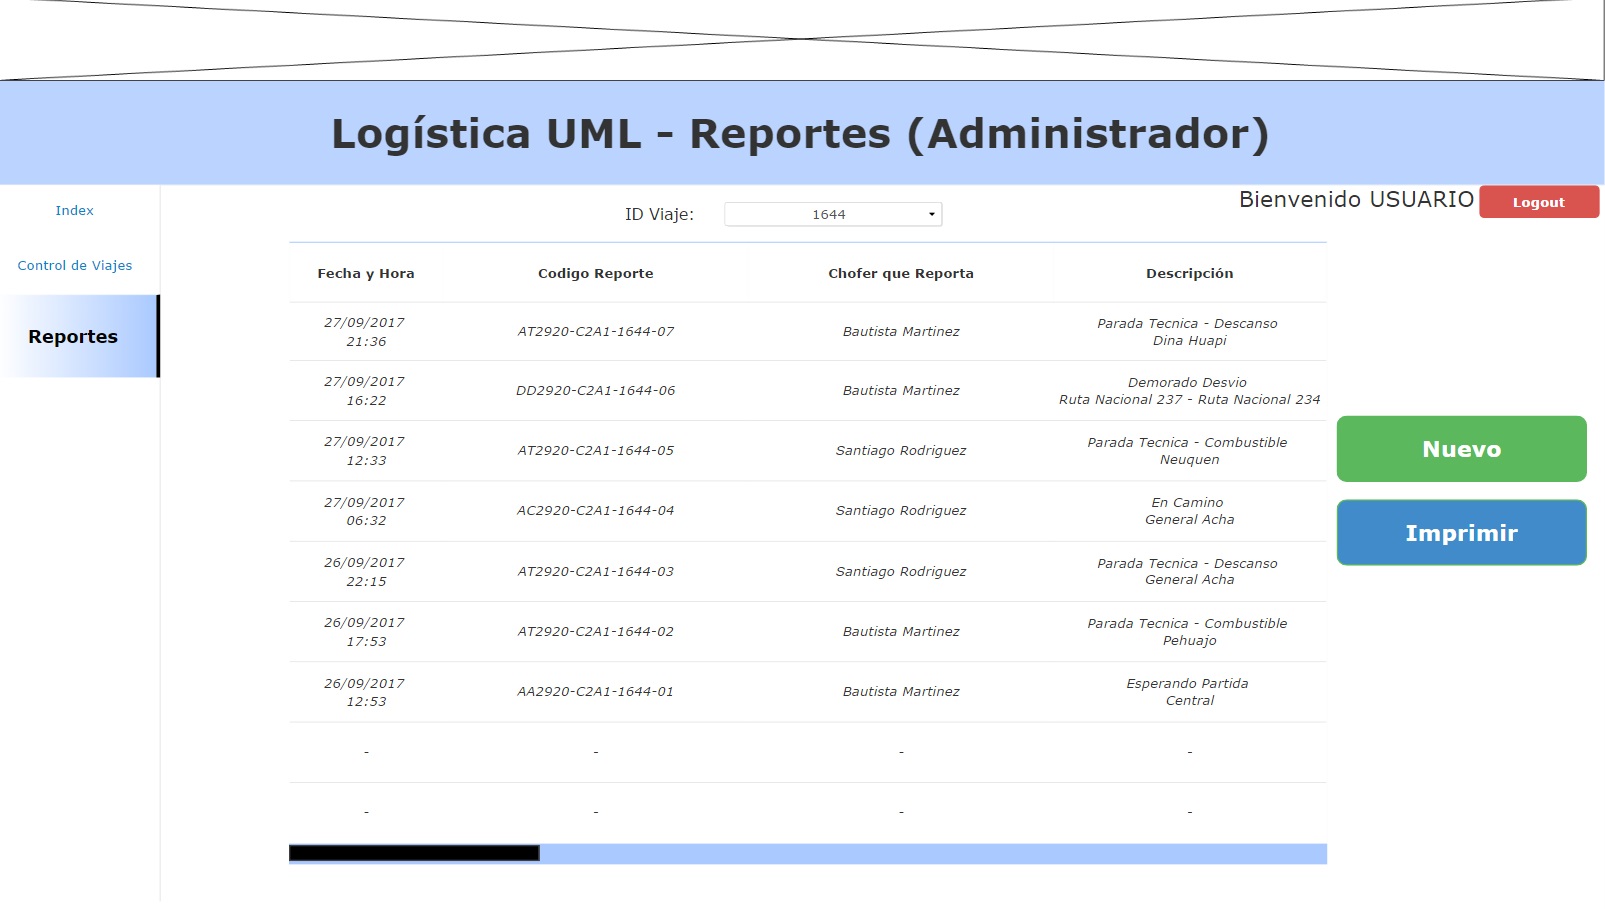 Logística UML - Reportes (Administrador)
Index
Control de Viajes
Reportes
ID Viaje: 1644
Bienvenido USUARIO Logout
Fecha y Hora Codigo Reporte Chofer que Reporta Descripción
27/09/2017
21:36
AT2920-C2A1-1644-07
Bautista Martinez
Parada Tecnica - Descanso
Dina Huapi
27/09/2017
16:22
DD2920-C2A1-1644-06
Bautista Martinez
Demorado Desvio
Ruta Nacional 237 - Ruta Nacional 234
27/09/2017
12:33
AT2920-C2A1-1644-05
Santiago Rodriguez
Parada Tecnica - Combustible
Neuquen
27/09/2017
06:32
AC2920-C2A1-1644-04
Santiago Rodriguez
En Camino
General Acha
26/09/2017
22:15
AT2920-C2A1-1644-03
Santiago Rodriguez
Parada Tecnica - Descanso
General Acha
26/09/2017
17:53
AT2920-C2A1-1644-02
Bautista Martinez
Parada Tecnica - Combustible
Pehuajo
26/09/2017
12:53
AA2920-C2A1-1644-01
Bautista Martinez
Esperando Partida
Central
- - - -
- - - -
Nuevo
Imprimir